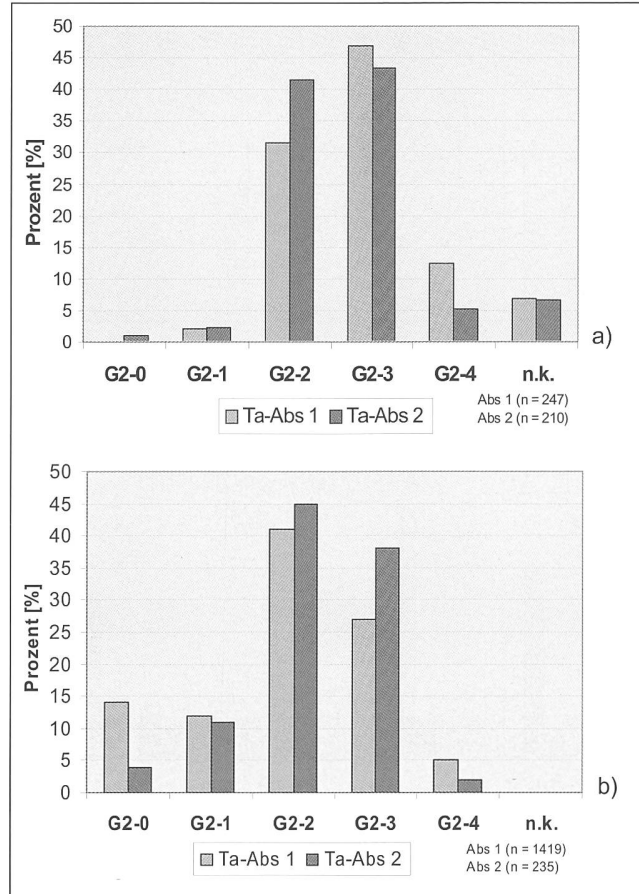 50
45
40
35
30
25
20
15
10
5
0
Prozent [%]
G2-0 G2-1 G2-2 G2-3 G2-4 n.k.
a)
Ta-Abs 1 Ta-Abs 2
Abs 1 (n = 247)
Abs 2 (n = 210)
50
45
40
35
30
25
20
15
10
5
0
Prozent [%]
G2-0 G2-1 G2-2 G2-3 G2-4 n.k.
b)
Ta-Abs 1 Ta-Abs 2
Abs 1 (n = 1419)
Abs 2 (n = 235)